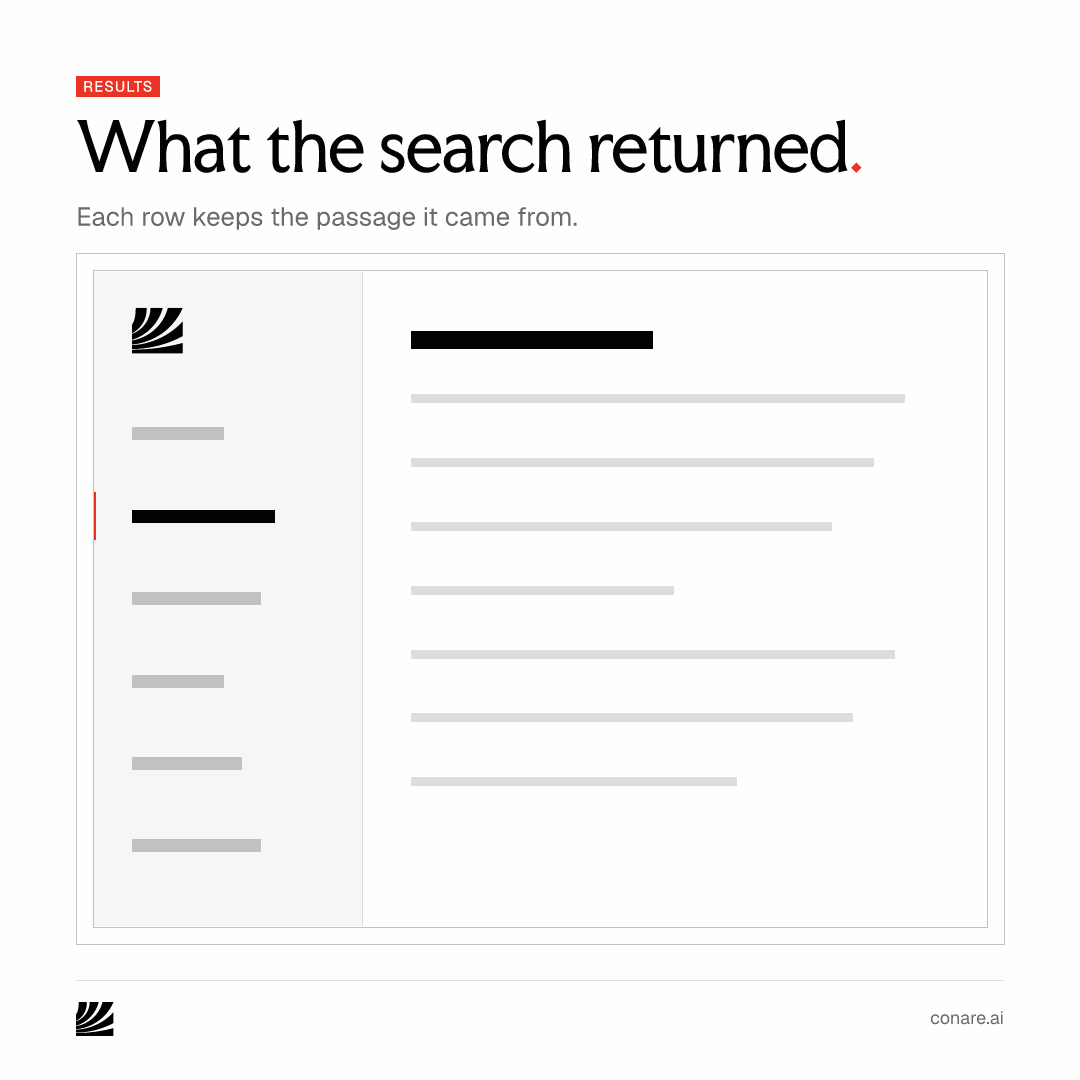 RESULTS
What the search returned.
Each row keeps the passage it came from.
conare.ai